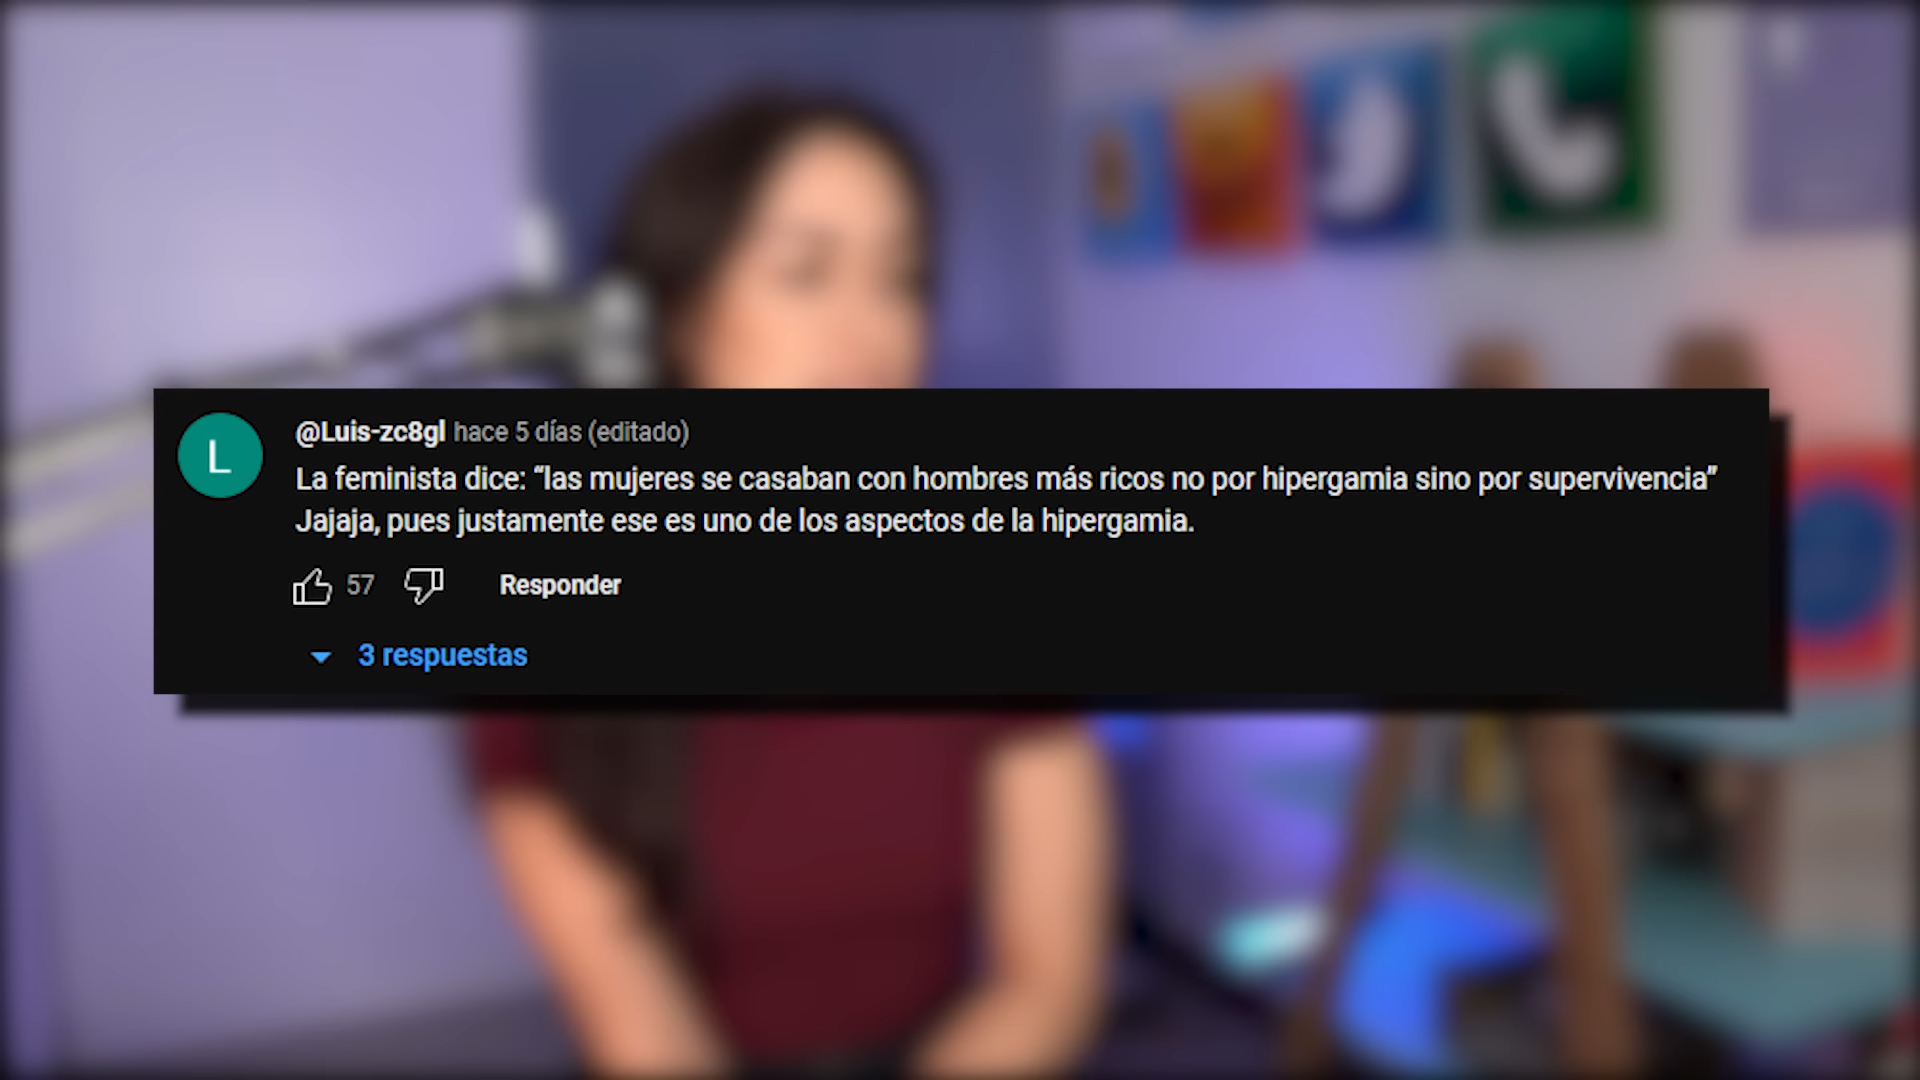 L
@Luis-zc8gl hace 5 días (editado)
La feminista dice: “las mujeres se casaban con hombres más ricos no por hipergamia sino por supervivencia”
Jajaja, pues justamente ese es uno de los aspectos de la hipergamia.
57 Responder
3 respuestas